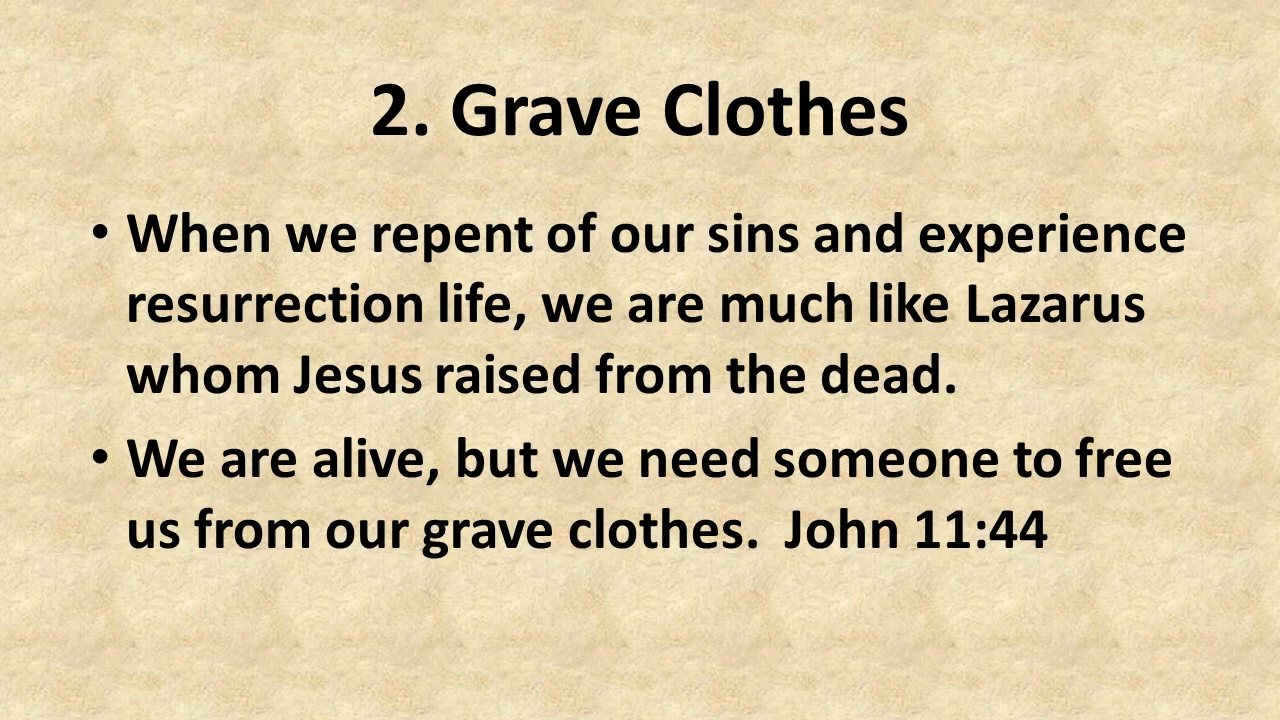 2. Grave Clothes
• When we repent of our sins and experience
resurrection life, we are much like Lazarus
whom Jesus raised from the dead.
• We are alive, but we need someone to free
us from our grave clothes.  John 11:44